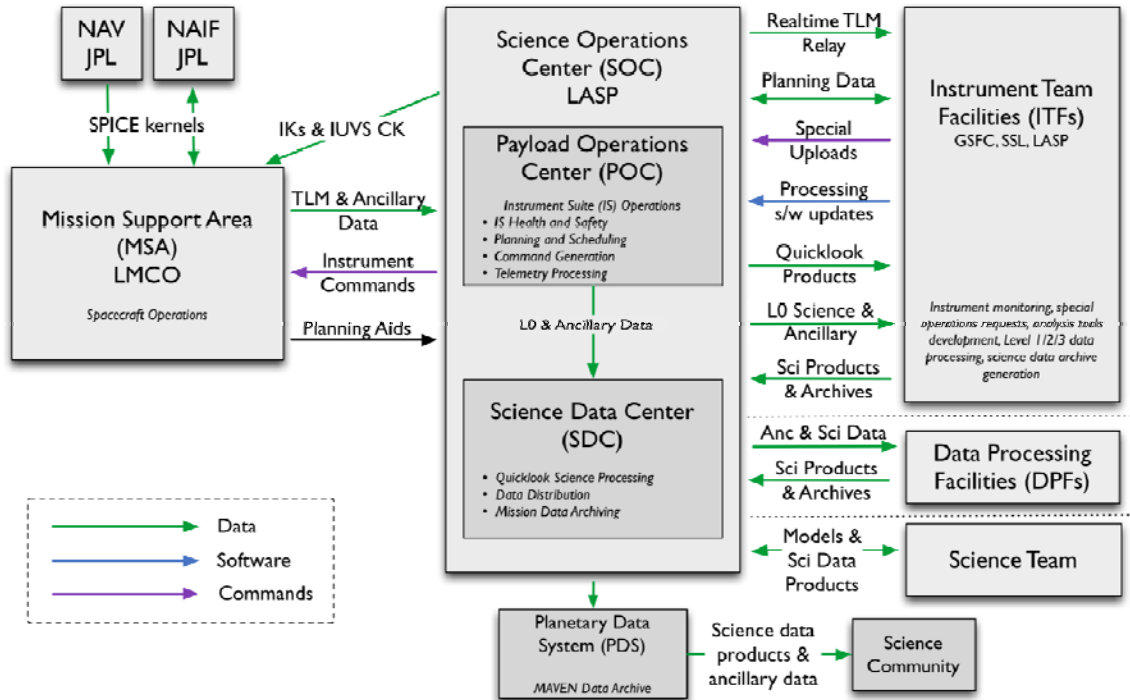 NAV
JPL
NAIF
JPL
SPICE kernels
Mission Support Area
(MSA)
LMCO
Spacecraft Operations
IKs & IUVS CK
TLM & Ancillary
Data
Instrument
Commands
Planning Aids
Science Operations
Center (SOC)
LASP
Payload Operations
Center (POC)
Instrument Suite (IS) Operations
• IS Health and Safety
• Planning and Scheduling
• Command Generation
• Telemetry Processing
L0 & Ancillary Data
Science Data Center
(SDC)
• Quicklook Science Processing
• Data Distribution
• Mission Data Archiving
Realtime TLM
Relay
Planning Data
Special
Uploads
Processing
s/w updates
Quicklook
Products
L0 Science &
Ancillary
Sci Products
& Archives
Instrument Team
Facilities (ITFs)
GSFC, SSL, LASP
Instrument monitoring, special
operations requests, analysis tools
development, Level 1/2/3 data
processing, science data archive
generation
Anc & Sci Data
Sci Products
& Archives
Data Processing
Facilities (DPFs)
Models &
Sci Data
Products
Science Team
Data
Software
Commands
Planetary Data
System (PDS)
MAVEN Data Archive
Science data
products &
ancillary data
Science
Community